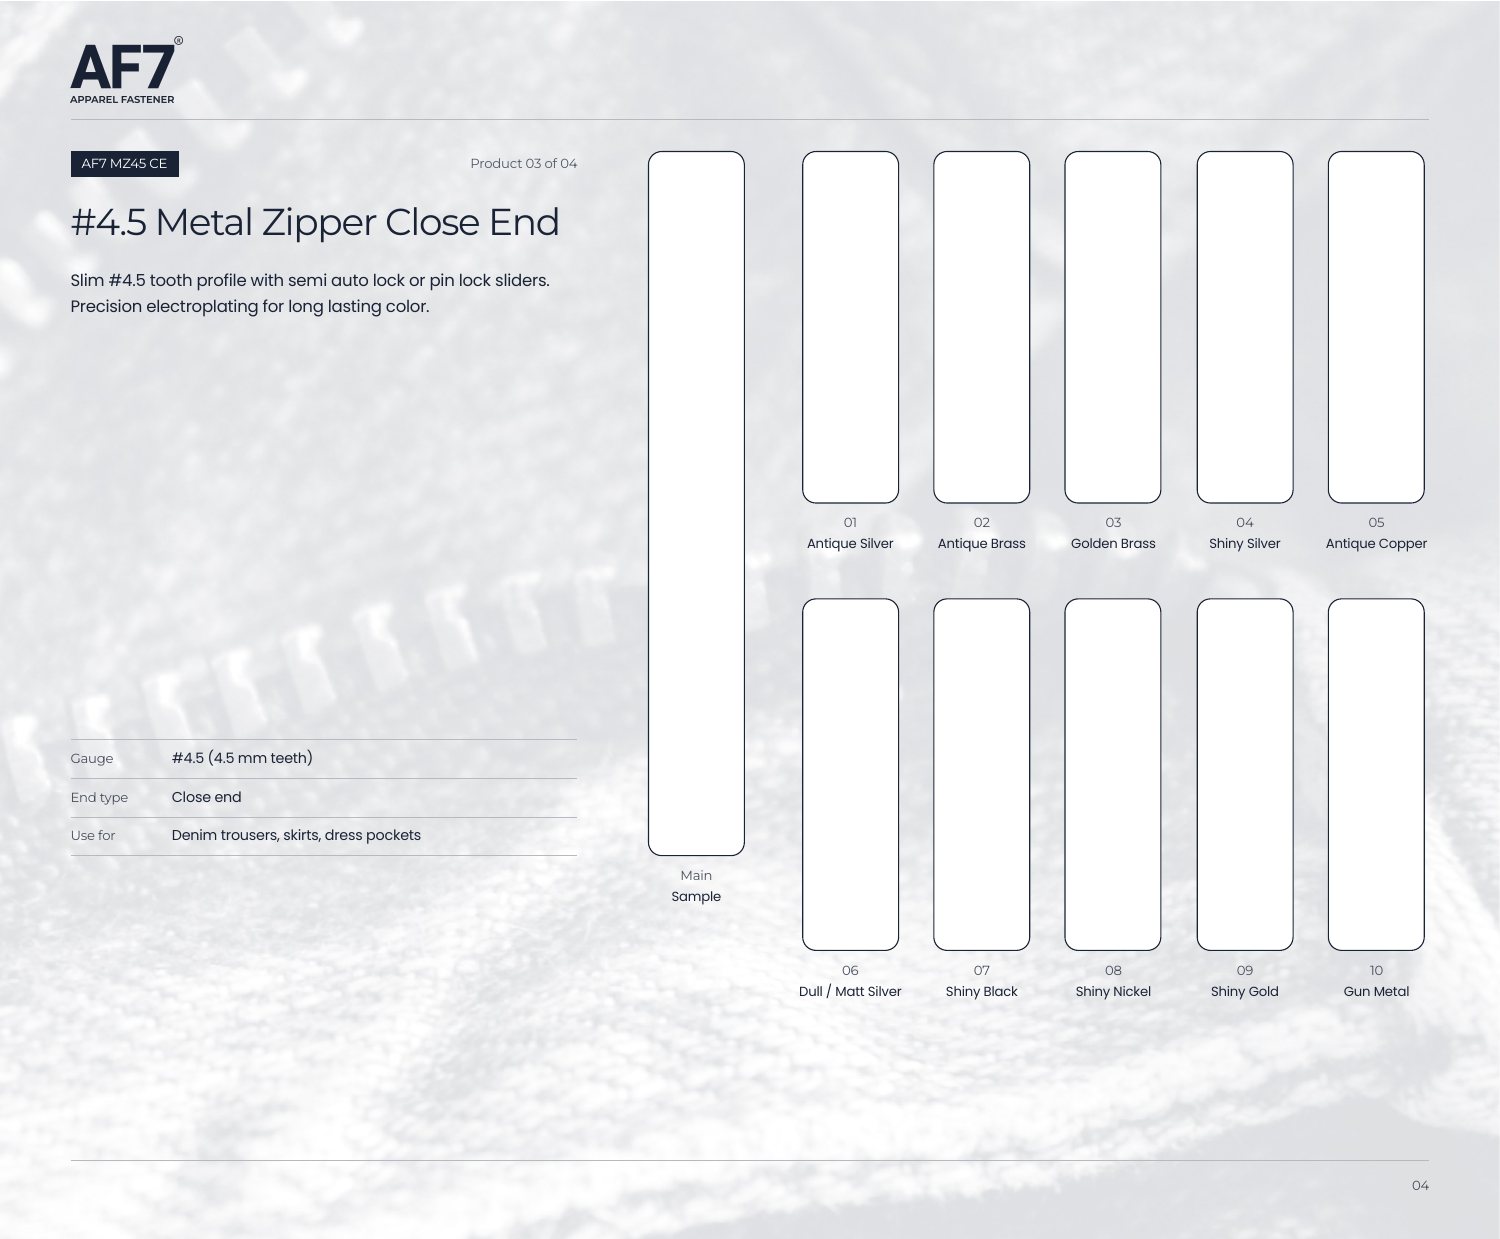 AF7®
APPAREL FASTENER
AF7 MZ45 CE
Product 03 of 04
#4.5 Metal Zipper Close End
Slim #4.5 tooth profile with semi auto lock or pin lock sliders.
Precision electroplating for long lasting color.
Gauge #4.5 (4.5 mm teeth)
End type Close end
Use for Denim trousers, skirts, dress pockets
Main
Sample
01
Antique Silver
02
Antique Brass
03
Golden Brass
04
Shiny Silver
05
Antique Copper
06
Dull / Matt Silver
07
Shiny Black
08
Shiny Nickel
09
Shiny Gold
10
Gun Metal
04